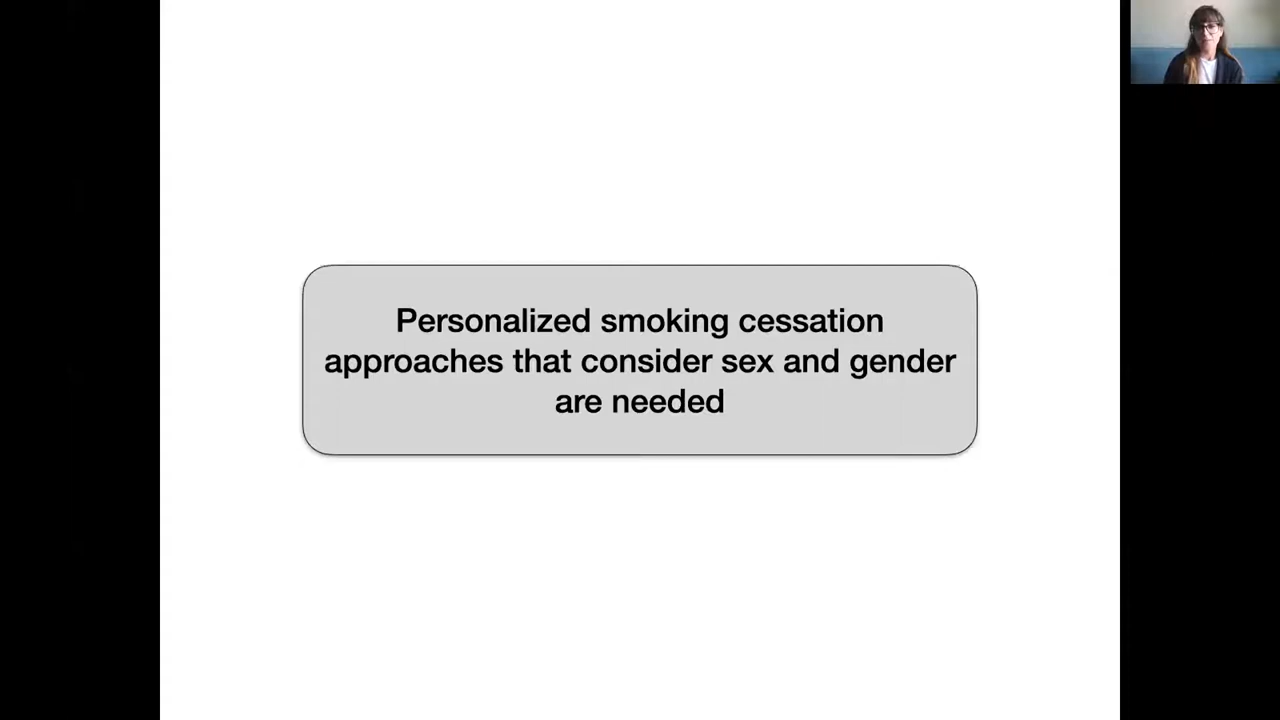 Personalized smoking cessation
approaches that consider sex and gender
are needed